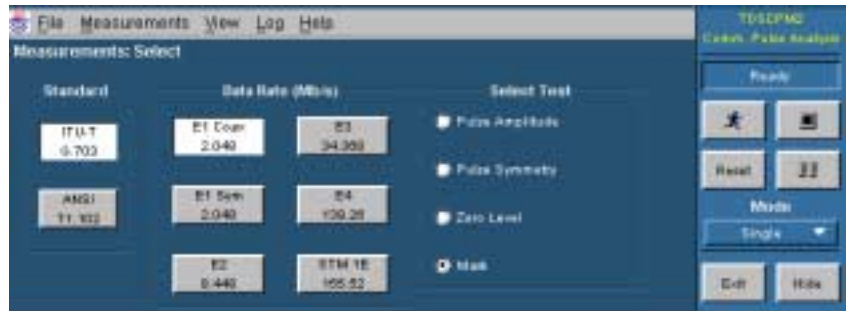 File Measurements View Log Help
Measurements: Select
Standard
Data Rate (Mb/s)
Select Test
ITU-T
G.703
ANSI
T1.102
E1 Coax
2.048
E3
34.368
E1 Sym
2.048
E4
139.26
E2
8.448
STM 1E
155.52
Pulse Amplitude
Pulse Symmetry
Zero Level
Mask
TDSCPM2
Comm. Pulse Analyzer
Ready
Reset
Mode
Single
Exit
Hide